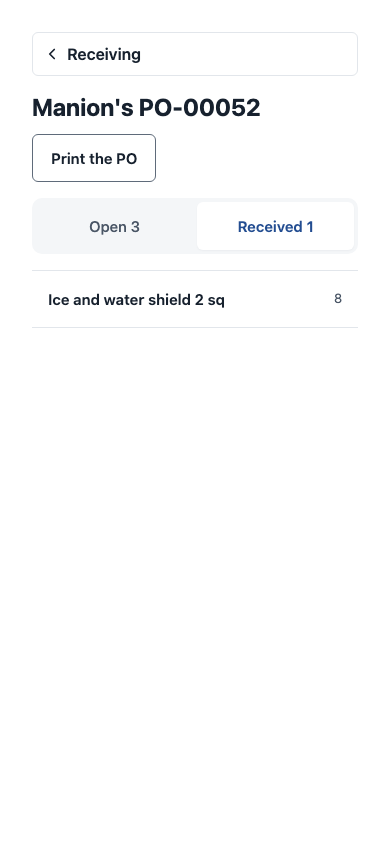 Receiving
Manion's PO-00052
Print the PO
Open 3
Received 1
Ice and water shield 2 sq
8